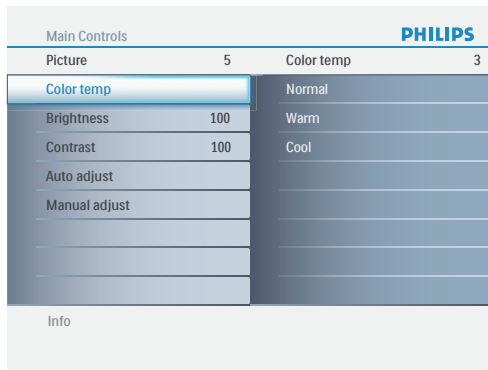 Main Controls PHILIPS
Picture 5 Color temp 3
Color temp Normal
Brightness 100 Warm
Contrast 100 Cool
Auto adjust
Manual adjust
Info